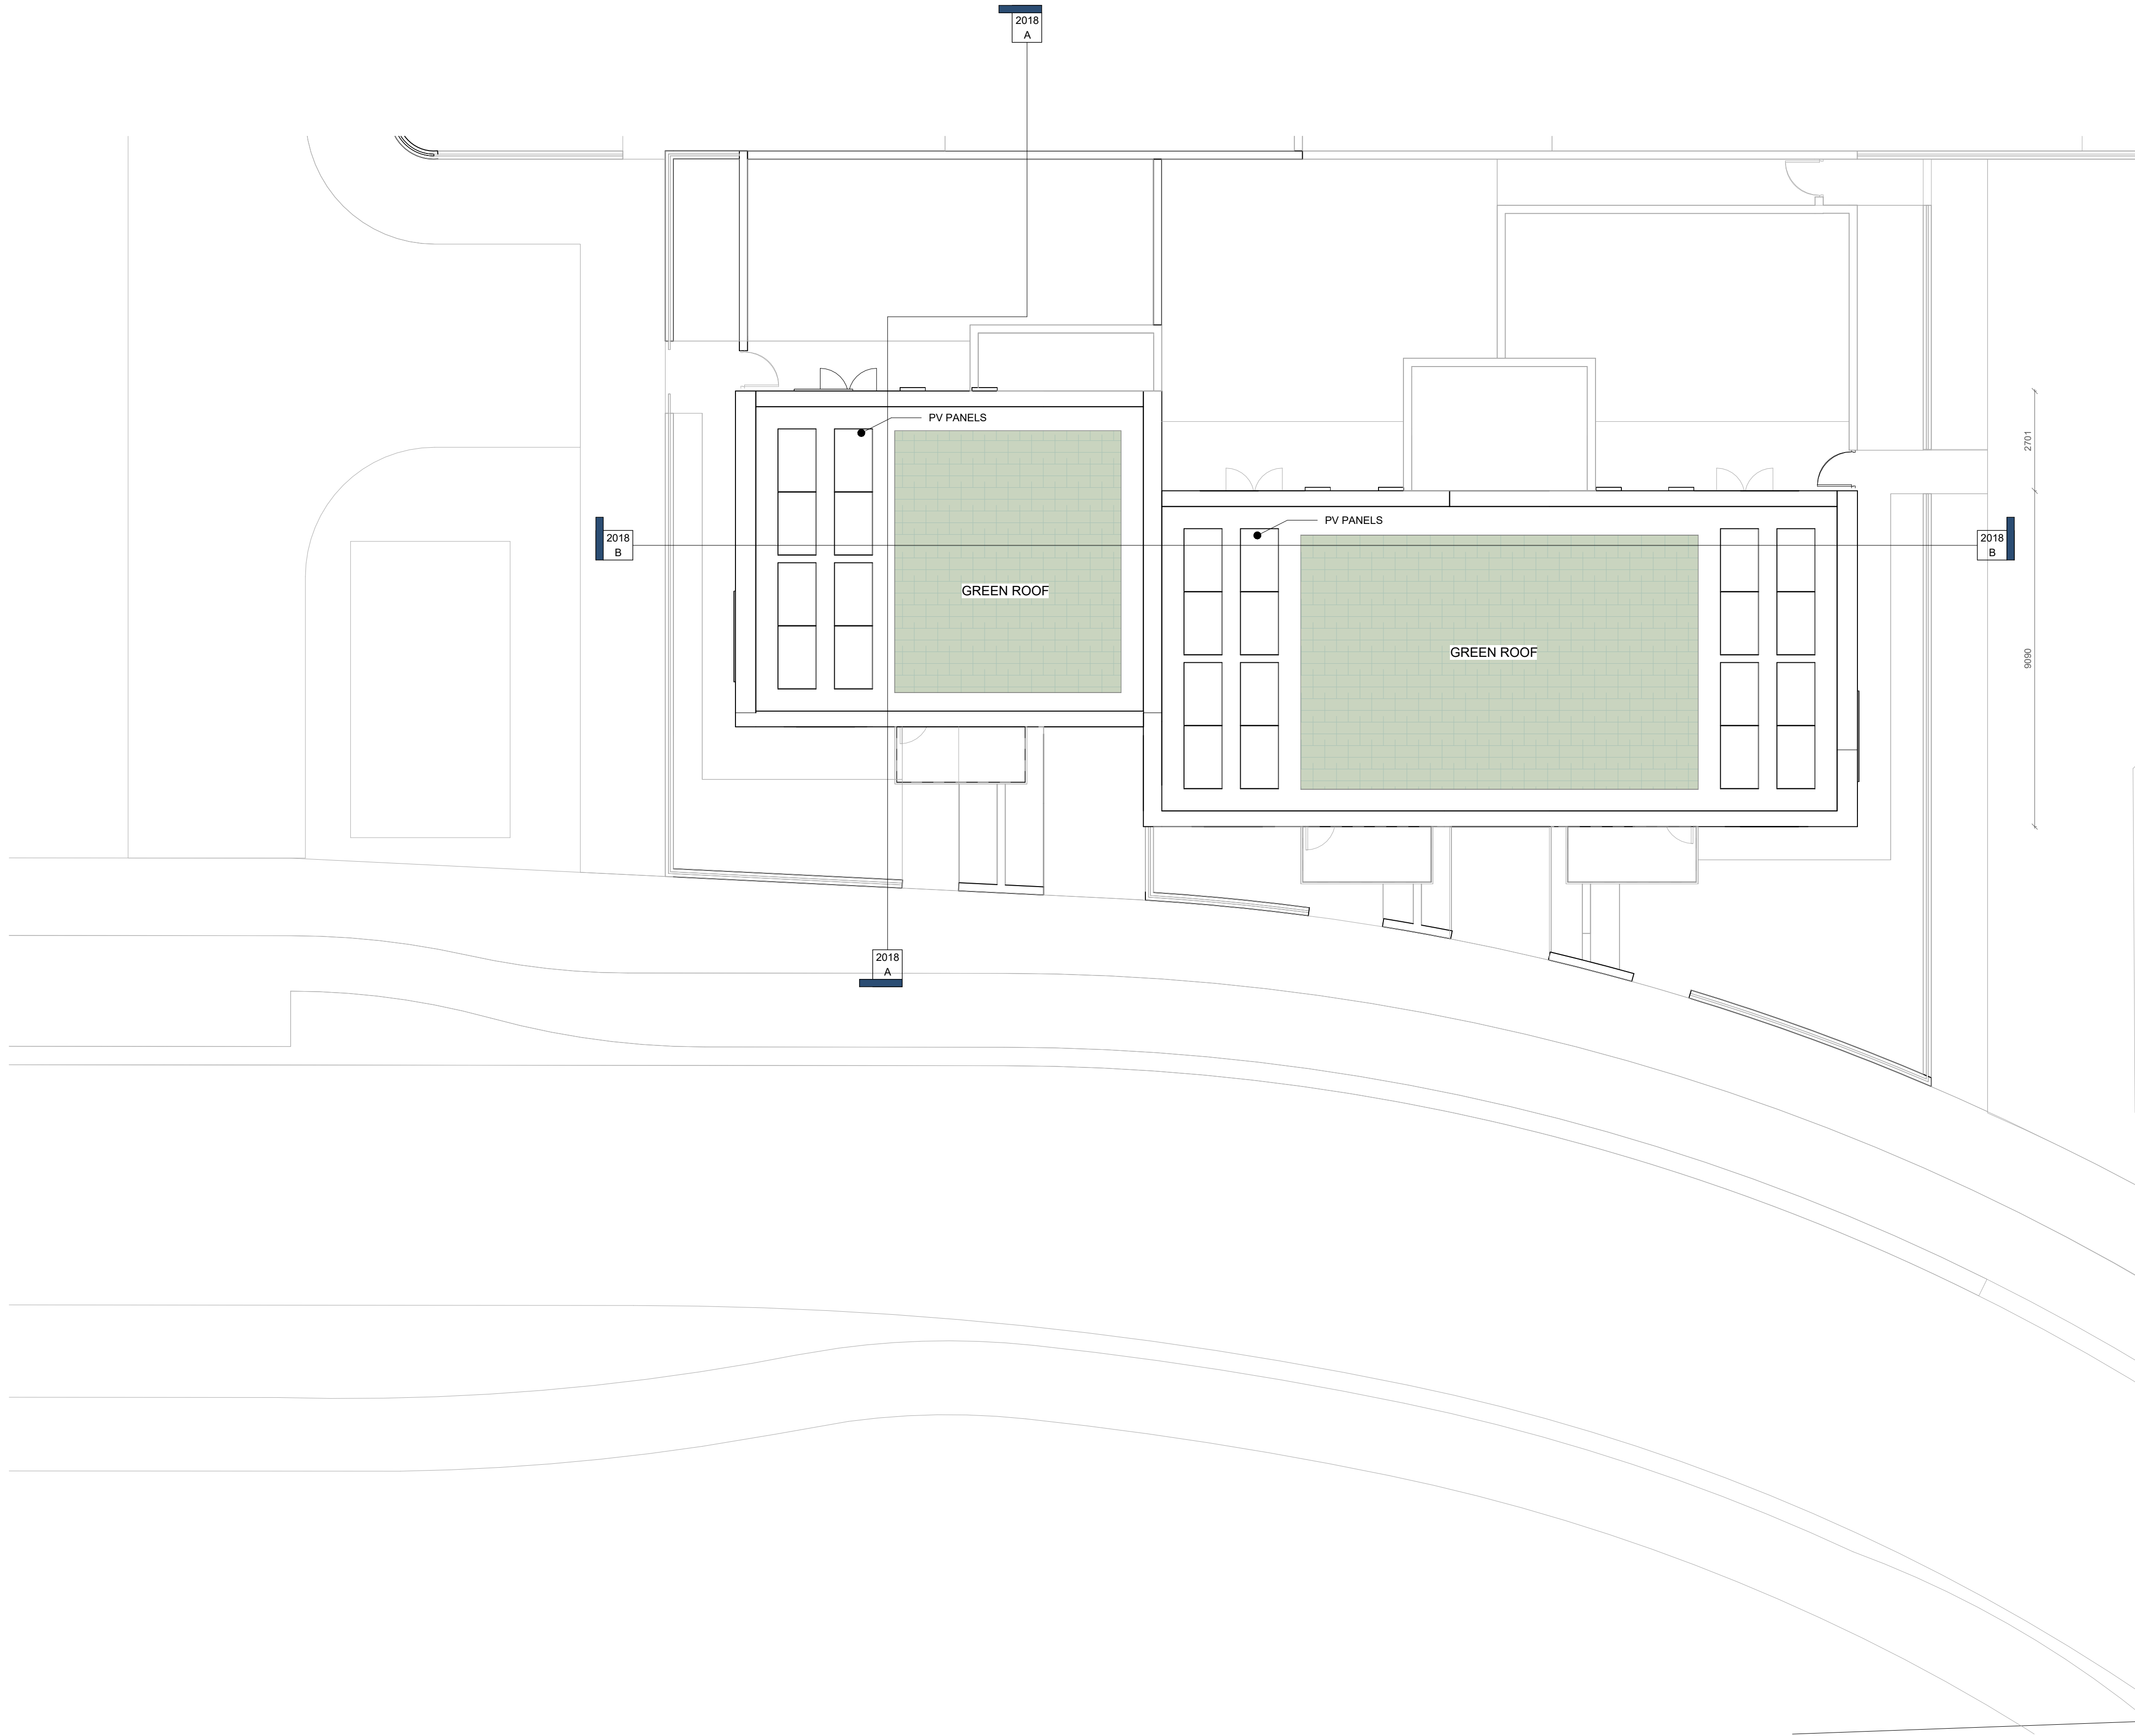 2018
A
PV PANELS
2701
PV PANELS
2018
B
2018
B
GREEN ROOF
GREEN ROOF
9090
2018
A